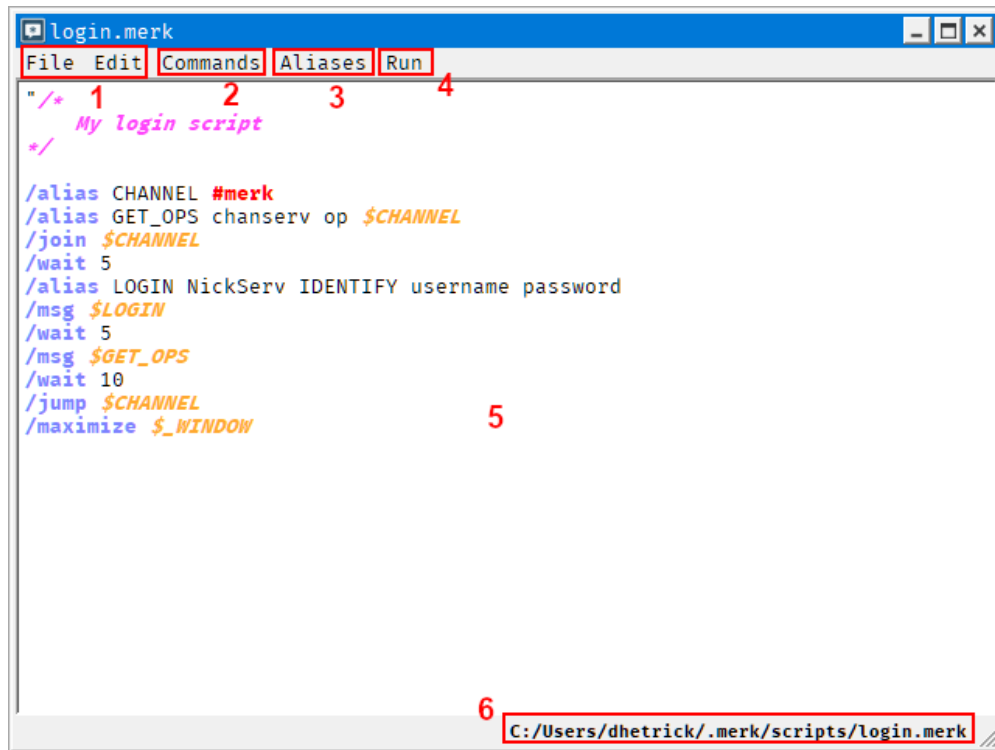 login.merk
File Edit Commands Aliases Run
1 2 3 4
"/*
My login script
*/
/alias CHANNEL #merk
/alias GET_OPS chanserv op $CHANNEL
/join $CHANNEL
/wait 5
/alias LOGIN NickServ IDENTIFY username password
/msg $LOGIN
/wait 5
/msg $GET_OPS
/wait 10
/jump $CHANNEL
/maximize $_WINDOW
5
6
C:/Users/dhetrick/.merk/scripts/login.merk